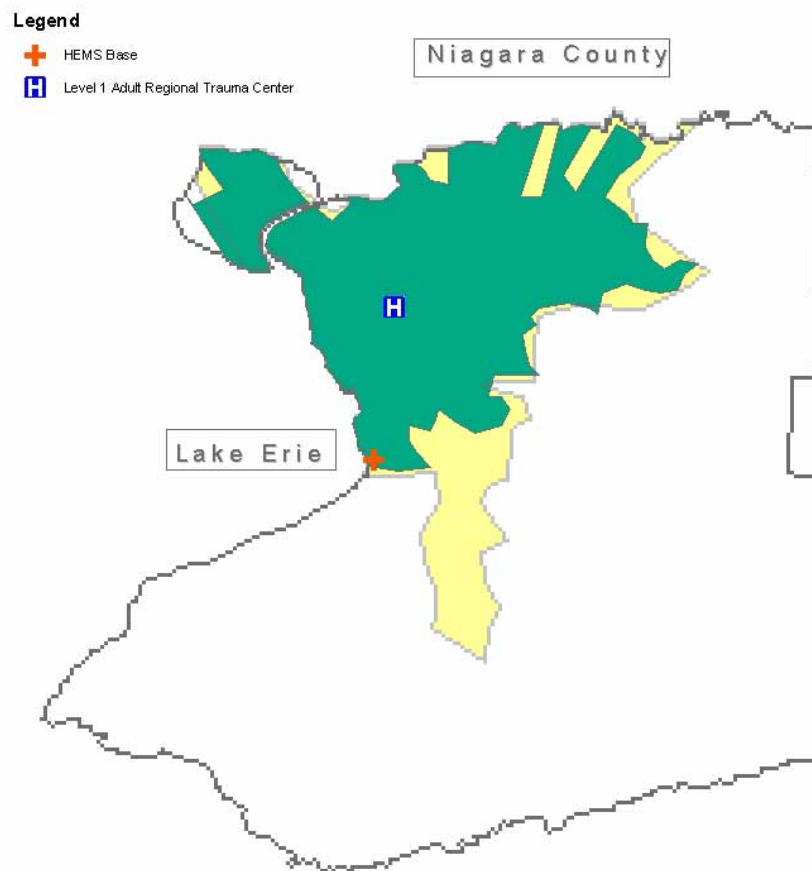 Legend
HEMS Base
H Level 1 Adult Regional Trauma Center
Niagara County
H
Lake Erie